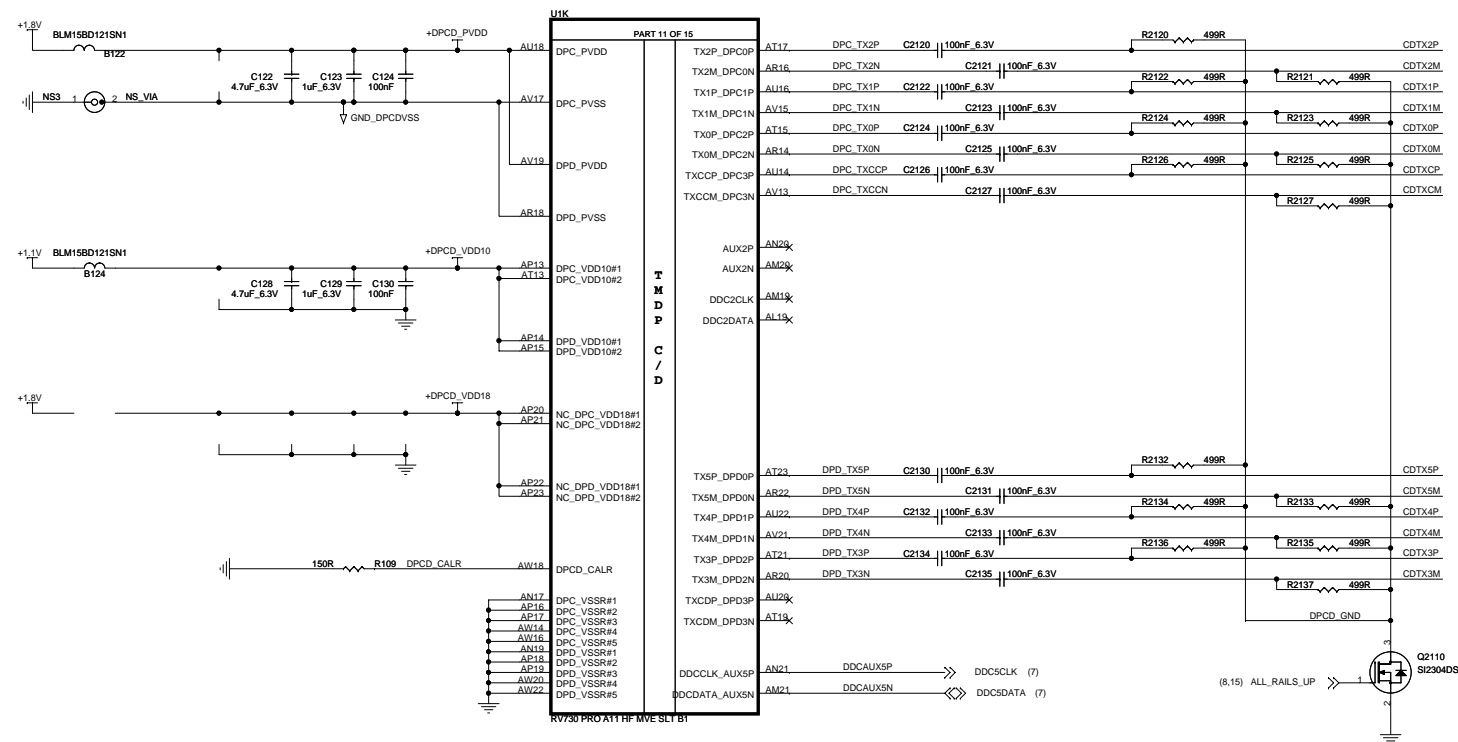 U1K
PART 11 OF 15
+1.8V
BLM15BD121SN1
B122
+DPCD_PVDD
C122
4.7uF_6.3V
C123
1uF_6.3V
C124
100nF
NS3 1 2 NS_VIA
GND_DPCDVSS
AU18 DPC_PVDD
AV17 DPC_PVSS
AV19 DPD_PVDD
AR18 DPD_PVSS
+1.1V
BLM15BD121SN1
B124
+DPCD_VDD10
C128
4.7uF_6.3V
C129
1uF_6.3V
C130
100nF
AP13 DPC_VDD10#1
AT13 DPC_VDD10#2
AP14 DPD_VDD10#1
AP15 DPD_VDD10#2
+1.8V
+DPCD_VDD18
AP20 NC_DPC_VDD18#1
AP21 NC_DPC_VDD18#2
AP22 NC_DPD_VDD18#1
AP23 NC_DPD_VDD18#2
150R R109 DPCD_CALR AW18 DPCD_CALR
AN17 DPC_VSSR#1
AP16 DPC_VSSR#2
AP17 DPC_VSSR#3
AW14 DPC_VSSR#4
AW16 DPC_VSSR#5
AN19 DPD_VSSR#1
AP18 DPD_VSSR#2
AP19 DPD_VSSR#3
AW20 DPD_VSSR#4
AW22 DPD_VSSR#5
T
M
D
P
C
/
D
TX2P_DPC0P AT17 DPC_TX2P C2120 100nF_6.3V R2120 499R CDTX2P
TX2M_DPC0N AR16 DPC_TX2N C2121 100nF_6.3V R2121 499R CDTX2M
TX1P_DPC1P AU16 DPC_TX1P C2122 100nF_6.3V R2122 499R CDTX1P
TX1M_DPC1N AV15 DPC_TX1N C2123 100nF_6.3V R2123 499R CDTX1M
TX0P_DPC2P AT15 DPC_TX0P C2124 100nF_6.3V R2124 499R CDTX0P
TX0M_DPC2N AR14 DPC_TX0N C2125 100nF_6.3V R2125 499R CDTX0M
TXCCP_DPC3P AU14 DPC_TXCCP C2126 100nF_6.3V R2126 499R CDTXCP
TXCCM_DPC3N AV13 DPC_TXCCN C2127 100nF_6.3V R2127 499R CDTXCM
AUX2P AN20
AUX2N AM20
DDC2CLK AM19
DDC2DATA AL19
TX5P_DPD0P AT23 DPD_TX5P C2130 100nF_6.3V R2132 499R CDTX5P
TX5M_DPD0N AR22 DPD_TX5N C2131 100nF_6.3V R2133 499R CDTX5M
TX4P_DPD1P AU22 DPD_TX4P C2132 100nF_6.3V R2134 499R CDTX4P
TX4M_DPD1N AV21 DPD_TX4N C2133 100nF_6.3V R2135 499R CDTX4M
TX3P_DPD2P AT21 DPD_TX3P C2134 100nF_6.3V R2136 499R CDTX3P
TX3M_DPD2N AR20 DPD_TX3N C2135 100nF_6.3V R2137 499R CDTX3M
TXCDP_DPD3P AU20
TXCDM_DPD3N AT19
DPCD_GND
DDCCLK_AUX5P AN21 DDCAUX5P DDC5CLK (7)
DDCDATA_AUX5N AM21 DDCAUX5N DDC5DATA (7)
(8,15) ALL_RAILS_UP 1
3
2
Q2110
SI2304DS
RV730 PRO A11 HF MVE SLT B1